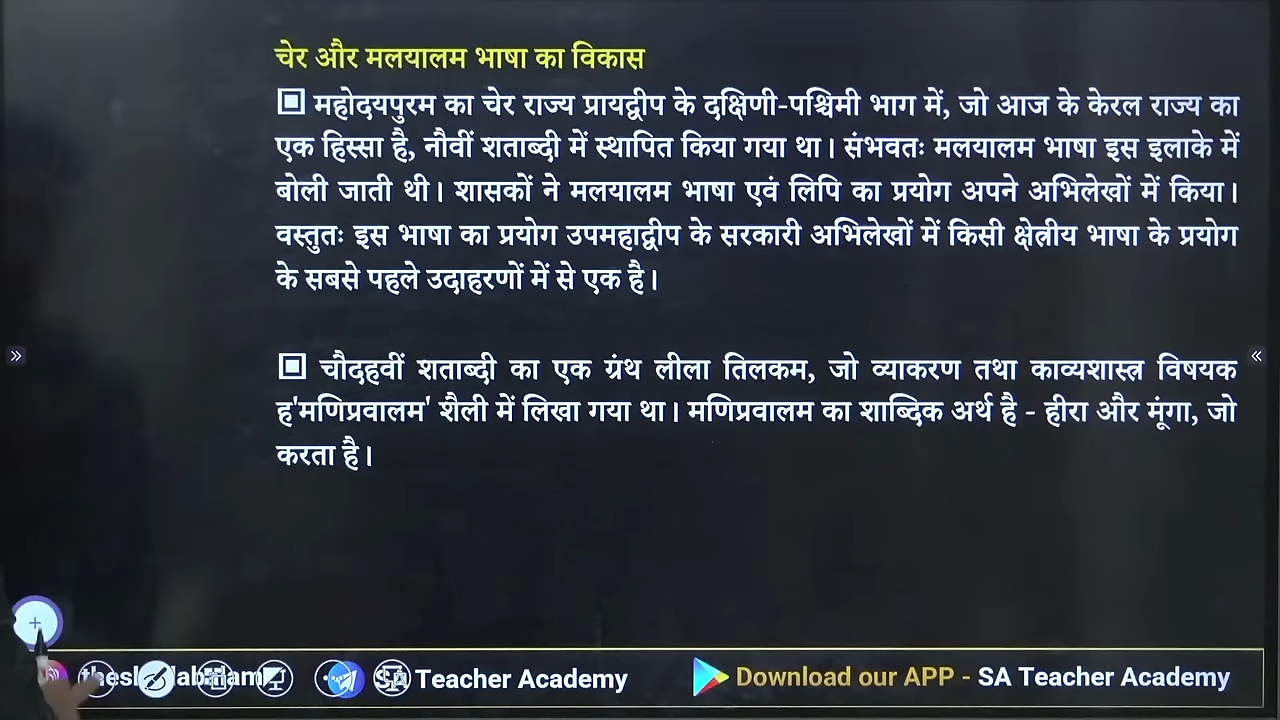 चेर और मलयालम भाषा का विकास
महोदयपुरम का चेर राज्य प्रायद्वीप के दक्षिणी-पश्चिमी भाग में, जो आज के केरल राज्य का
एक हिस्सा है, नौवीं शताब्दी में स्थापित किया गया था। संभवतः मलयालम भाषा इस इलाके में
बोली जाती थी। शासकों ने मलयालम भाषा एवं लिपि का प्रयोग अपने अभिलेखों में किया।
वस्तुतः इस भाषा का प्रयोग उपमहाद्वीप के सरकारी अभिलेखों में किसी क्षेत्रीय भाषा के प्रयोग
के सबसे पहले उदाहरणों में से एक है।
चौदहवीं शताब्दी का एक ग्रंथ लीला तिलकम, जो व्याकरण तथा काव्यशास्त्र विषयक
ह'मणिप्रवालम' शैली में लिखा गया था। मणिप्रवालम का शाब्दिक अर्थ है - हीरा और मूंगा, जो
करता है।
Teacher Academy
Download our APP - SA Teacher Academy